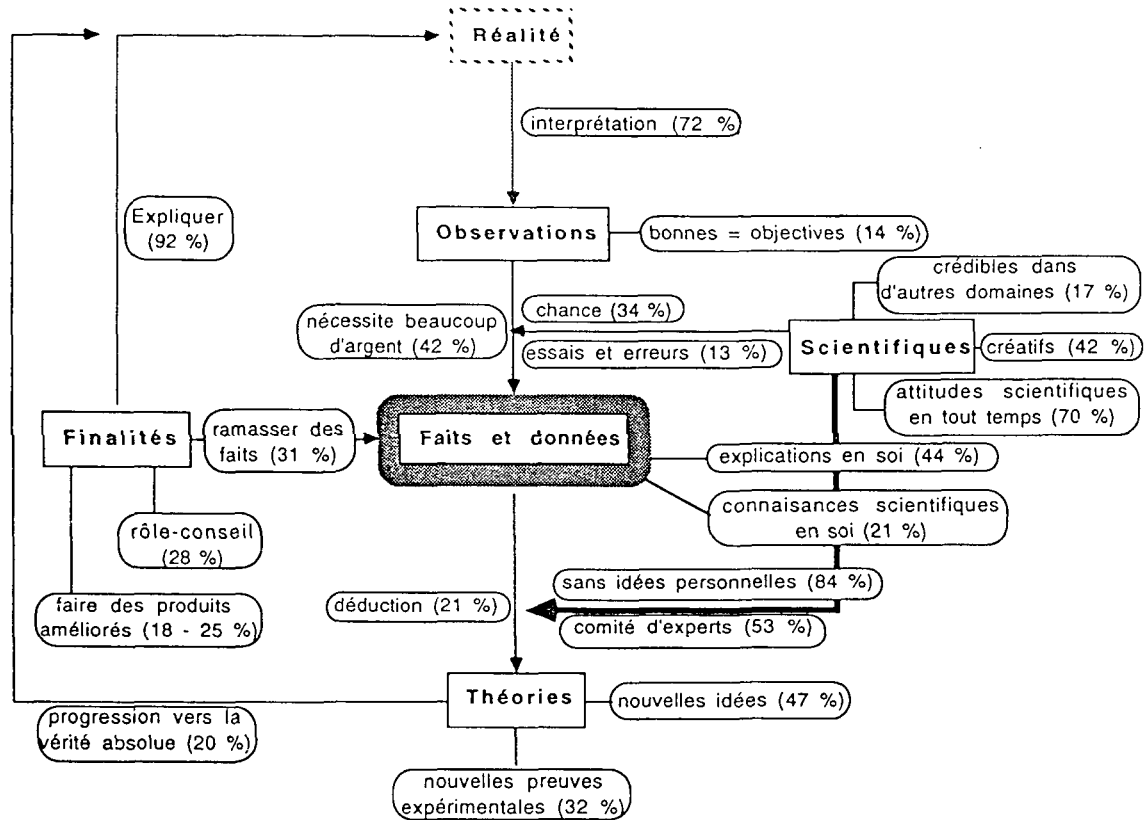 Réalité
interprétation (72 %
Expliquer
(92 %)
Observations
bonnes = objectives (14 %)
crédibles dans
d'autres domaines (17 %)
chance (34 %)
nécessite beaucoup
d'argent (42 %)
essais et erreurs (13 %)
Scientifiques
créatifs (42 %)
attitudes scientifiques
en tout temps (70 %)
Finalités
ramasser des
faits (31 %)
Faits et données
explications en soi (44 %)
connaisances scientifiques
en soi (21 %)
rôle-conseil
(28 %)
sans idées personnelles (84 %)
déduction (21 %)
faire des produits
améliorés (18 - 25 %)
comité d'experts (53 %)
Théories
nouvelles idées (47 %)
progression vers la
vérité absolue (20 %)
nouvelles preuves
expérimentales (32 %)